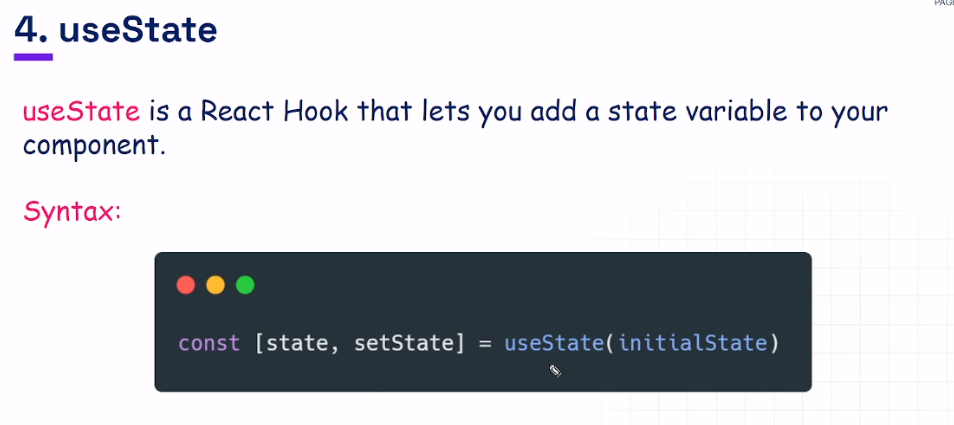 PAG
4. useState
useState is a React Hook that lets you add a state variable to your
component.
Syntax:
const [state, setState] = useState(initialState)